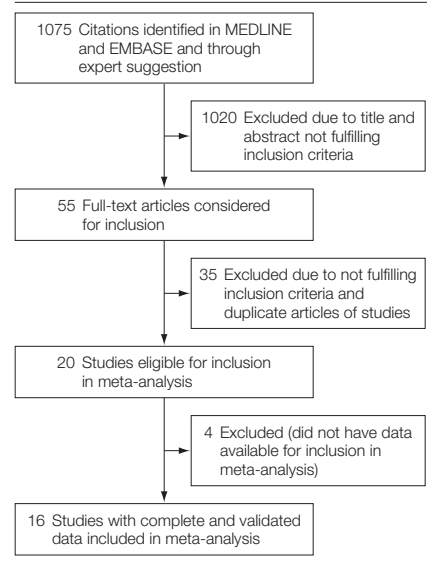 1075 Citations identified in MEDLINE
and EMBASE and through
expert suggestion
1020 Excluded due to title and
abstract not fulfilling
inclusion criteria
55 Full-text articles considered
for inclusion
35 Excluded due to not fulfilling
inclusion criteria and
duplicate articles of studies
20 Studies eligible for inclusion
in meta-analysis
4 Excluded (did not have data
available for inclusion in
meta-analysis)
16 Studies with complete and validated
data included in meta-analysis